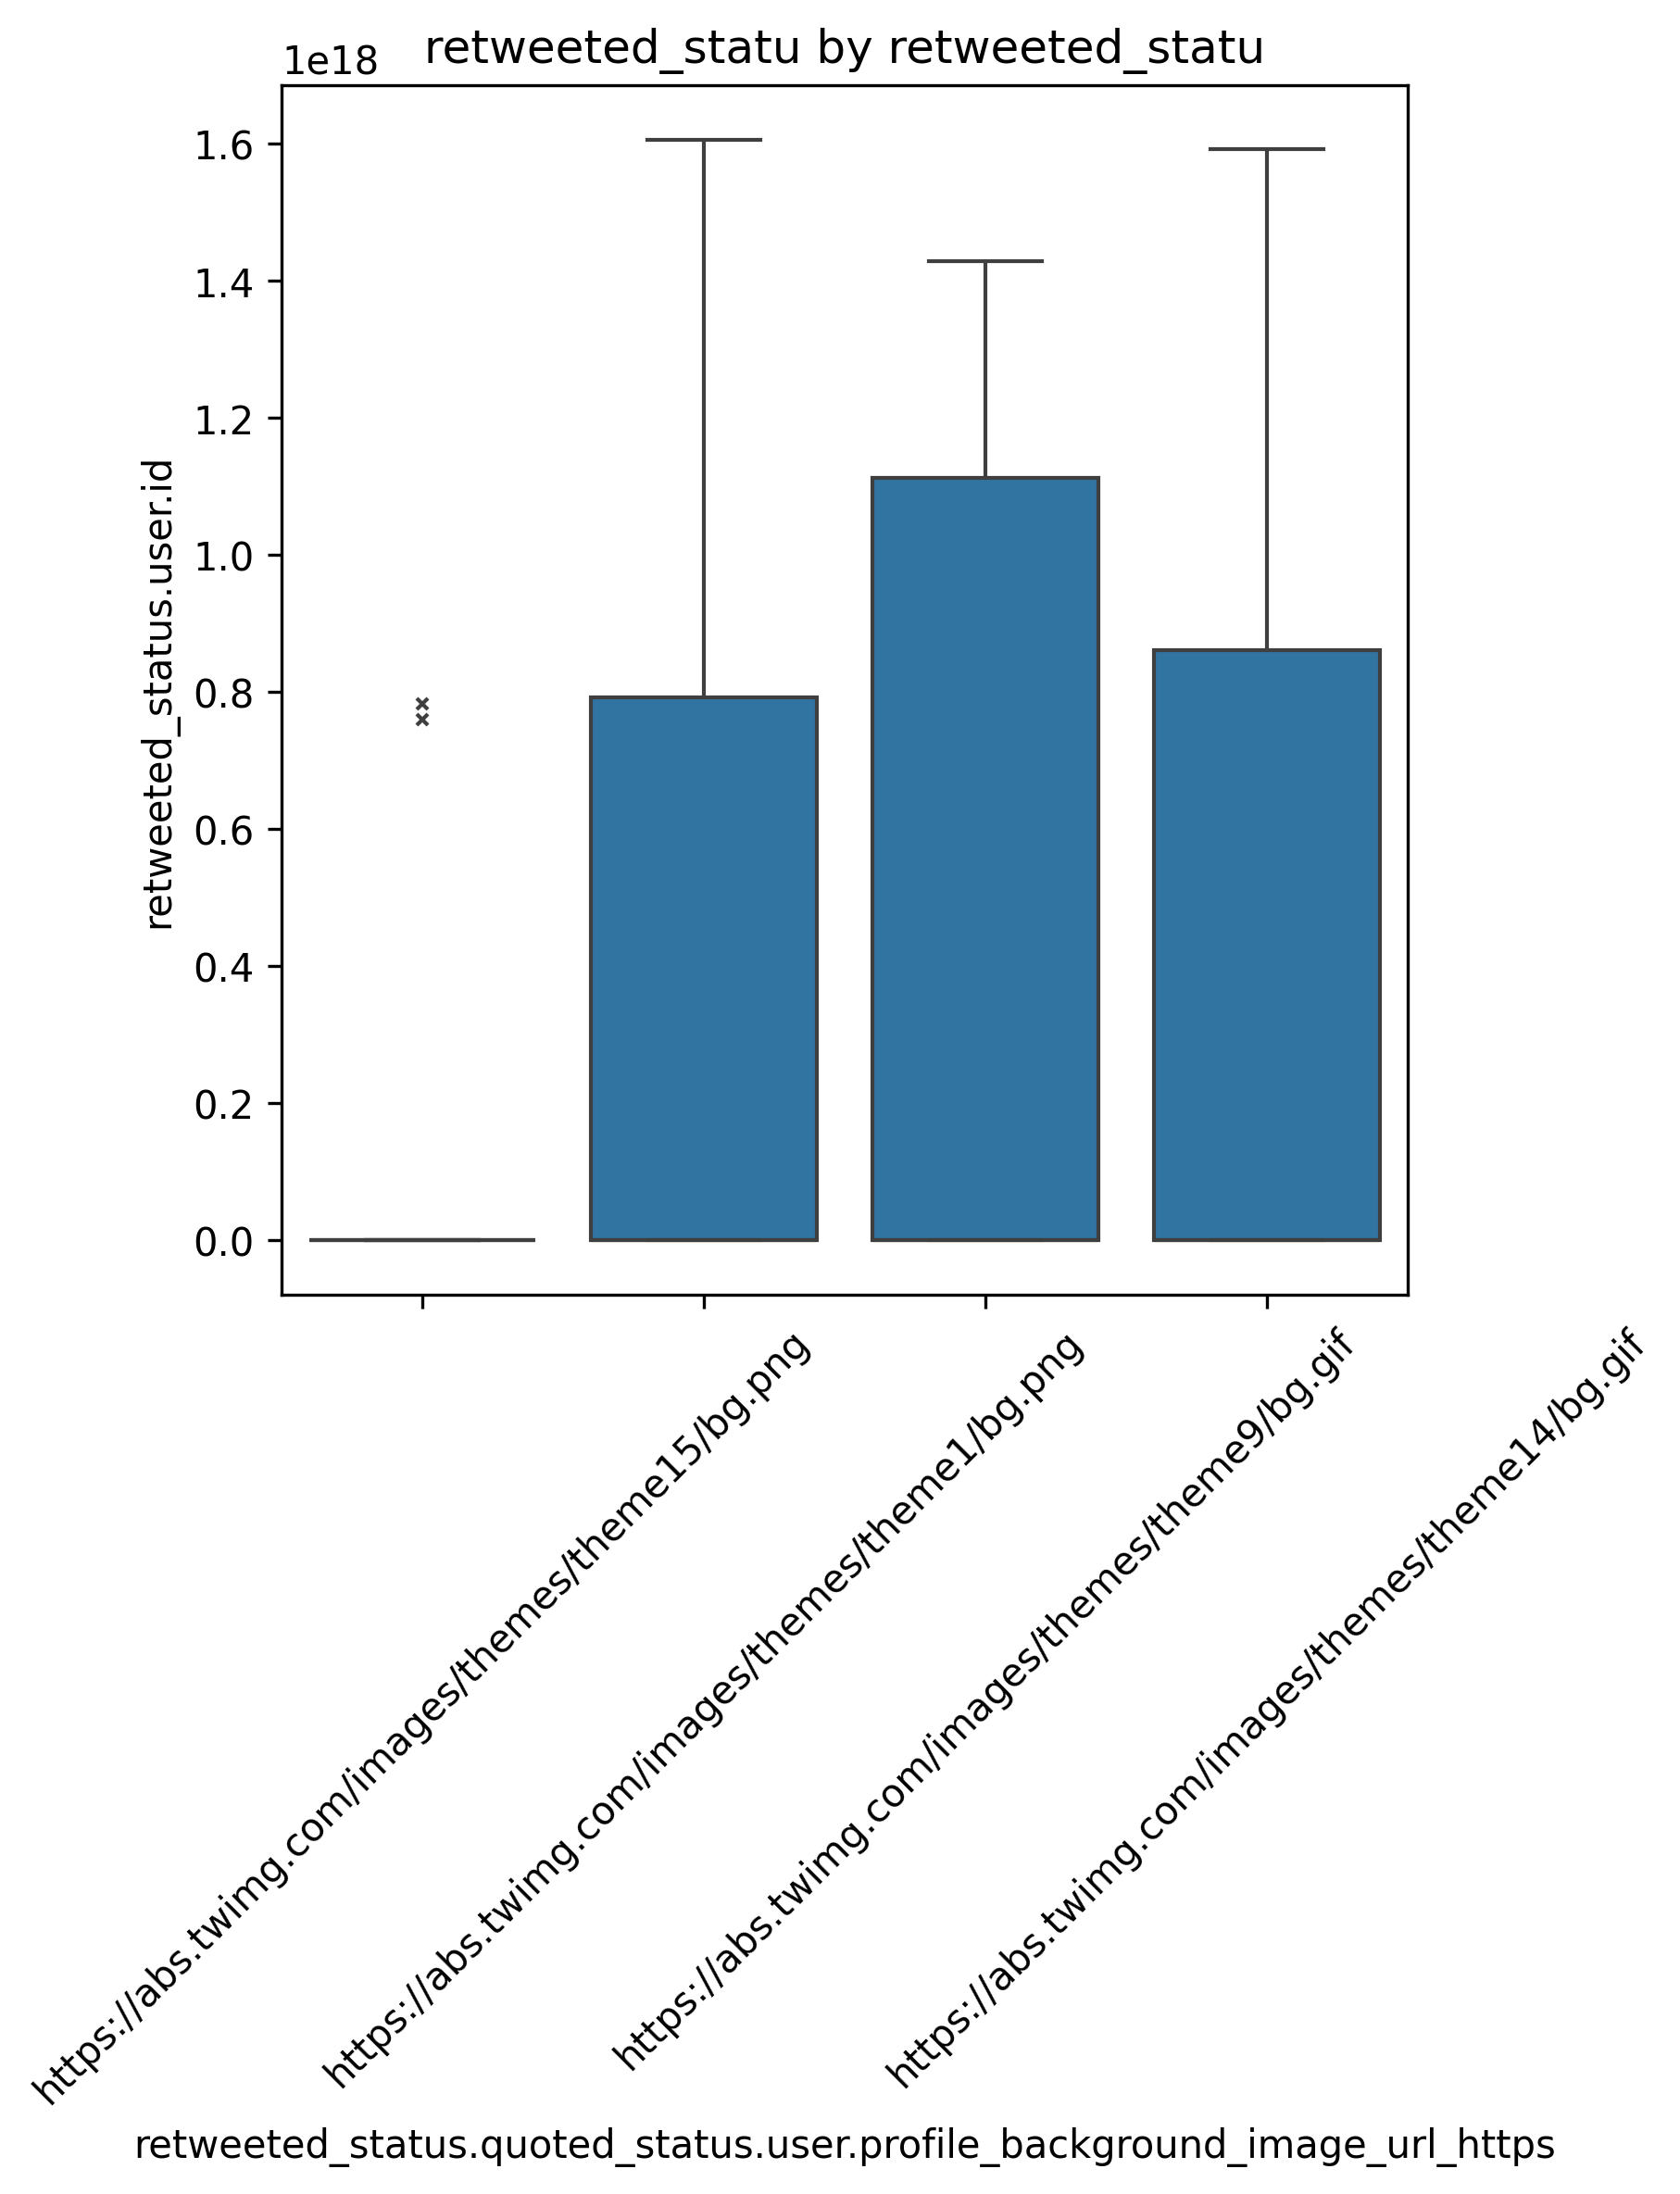 retweeted_statu by retweeted_statu
1e18
1.6
1.4
1.2
1.0
0.8
0.6
0.4
0.2
0.0
retweeted_status.user.id
https://abs.twimg.com/images/themes/theme15/bg.png
https://abs.twimg.com/images/themes/theme1/bg.png
https://abs.twimg.com/images/themes/theme9/bg.gif
https://abs.twimg.com/images/themes/theme14/bg.gif
retweeted_status.quoted_status.user.profile_background_image_url_https